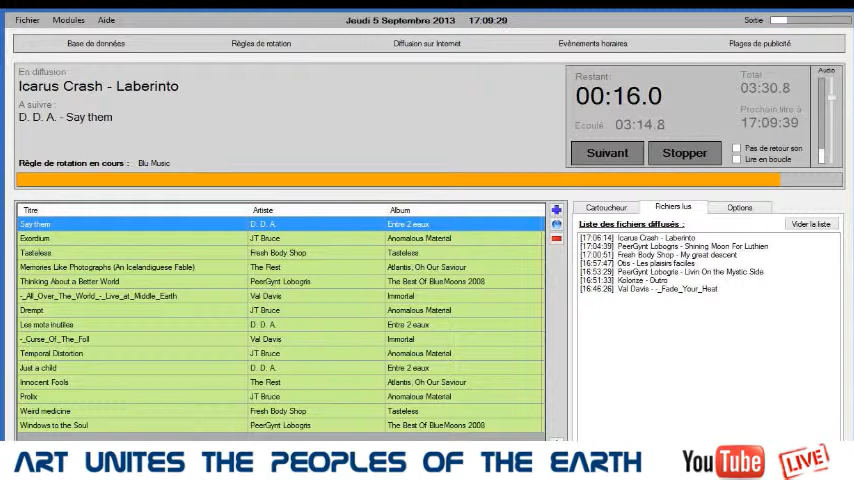 Fichier Modules Aide Jeudi 5 Septembre 2013 17:09:29 Sortie
Base de données Règles de rotation Diffusion sur Internet Evênements horaires Plages de publicité
En diffusion :
Icarus Crash - Laberinto
A suivre :
D. D. A. - Say them
Règle de rotation en cours : Blu Music
Restant :
00:16.0
Ecoulé : 03:14.8
Total :
03:30.8
Prochain titre à
17:09:39
Suivant Stopper
Pas de retour son
Lire en boucle
Audio
Titre Artiste Album
Say them D. D. A. Entre 2 eaux
Exordium JT Bruce Anomalous Material
Tasteless Fresh Body Shop Tasteless
Memories Like Photographs (An Icelandiguese Fable) The Rest Atlantis, Oh Our Saviour
Thinking About a Better World PeerGynt Lobogris The Best Of BlueMoons 2008
-_All_Over_The_World_-_Live_at_Middle_Earth Val Davis Immortal
Drempt JT Bruce Anomalous Material
Les mots inutiles D. D. A. Entre 2 eaux
-_Curse_Of_The_Foll Val Davis Immortal
Temporal Distortion JT Bruce Anomalous Material
Just a child D. D. A. Entre 2 eaux
Innocent Fools The Rest Atlantis, Oh Our Saviour
Prolix JT Bruce Anomalous Material
Weird medicine Fresh Body Shop Tasteless
Windows to the Soul PeerGynt Lobogris The Best Of BlueMoons 2008
Cartoucheur Fichiers lus Options
Liste des fichiers diffusés : Vider la liste
[17:06:14] Icarus Crash - Laberinto
[17:04:39] PeerGynt Lobogris - Shining Moon For Luthien
[17:00:51] Fresh Body Shop - My great descent
[16:57:47] Otis - Les plaisirs faciles
[16:53:29] PeerGynt Lobogris - Livin On the Mystic Side
[16:51:33] Kolonze - Outro
[16:46:26] Val Davis - -_Fade_Your_Heat
ART UNITES THE PEOPLES OF THE EARTH YouTube LIVE